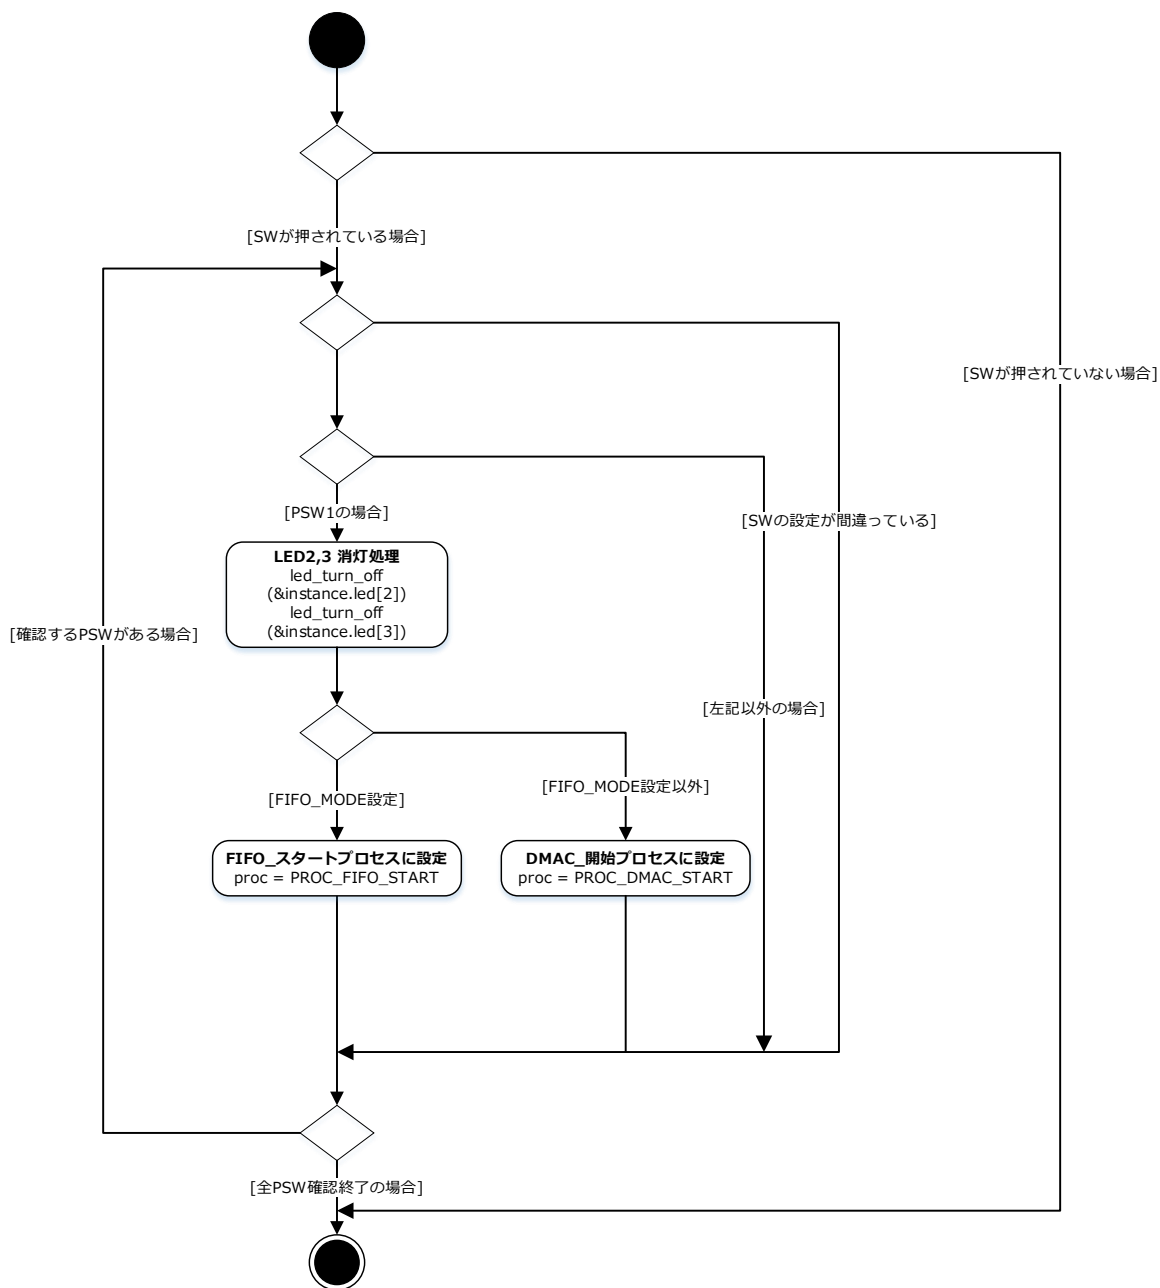 [SWが押されている場合]
[SWが押されていない場合]
[PSW1の場合]
[SWの設定が間違っている]
LED2,3 消灯処理
led_turn_off
(&instance.led[2])
led_turn_off
(&instance.led[3])
[確認するPSWがある場合]
[左記以外の場合]
[FIFO_MODE設定]
[FIFO_MODE設定以外]
FIFO_スタートプロセスに設定
proc = PROC_FIFO_START
DMAC_開始プロセスに設定
proc = PROC_DMAC_START
[全PSW確認終了の場合]